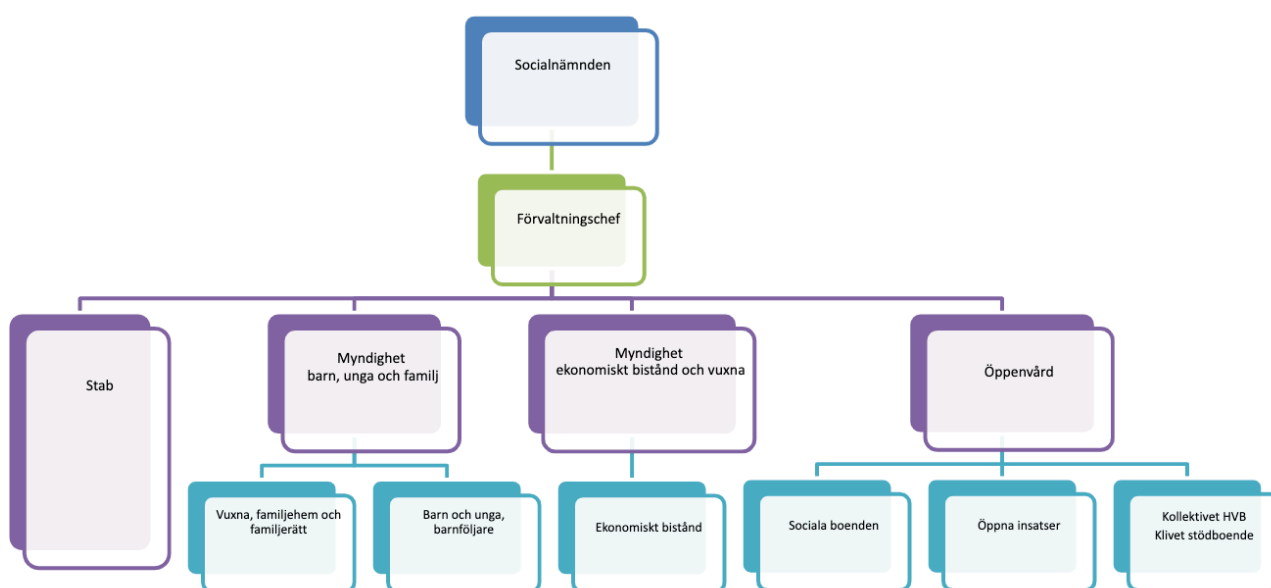 Socialnämnden
Förvaltningschef
Stab
Myndighet
barn, unga och familj
Myndighet
ekonomiskt bistånd och vuxna
Öppenvård
Vuxna, familjehem och
familjerätt
Barn och unga,
barnföljare
Ekonomiskt bistånd
Sociala boenden
Öppna insatser
Kollektivet HVB
Klivet stödboende